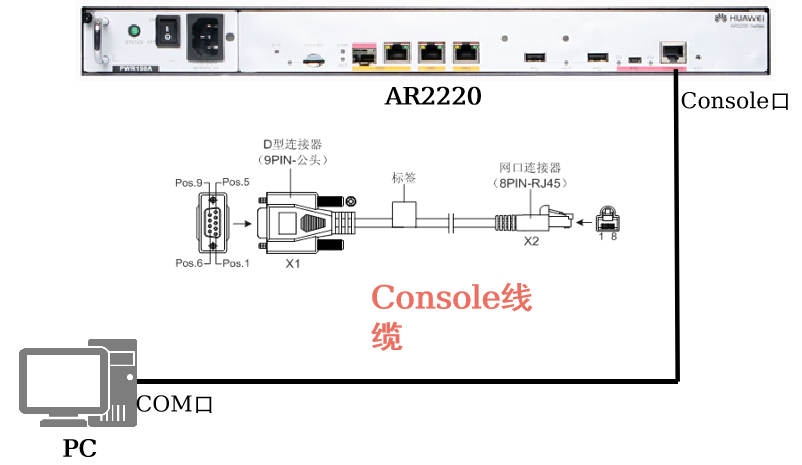 HUAWEI
STATUS
PWR100A
AR2220
Console口
D型连接器
(9PIN-公头)
网口连接器
(8PIN-RJ45)
标签
Pos.9
Pos.5
X2
1 8
Pos.6
Pos.1
X1
Console线
缆
COM口
PC